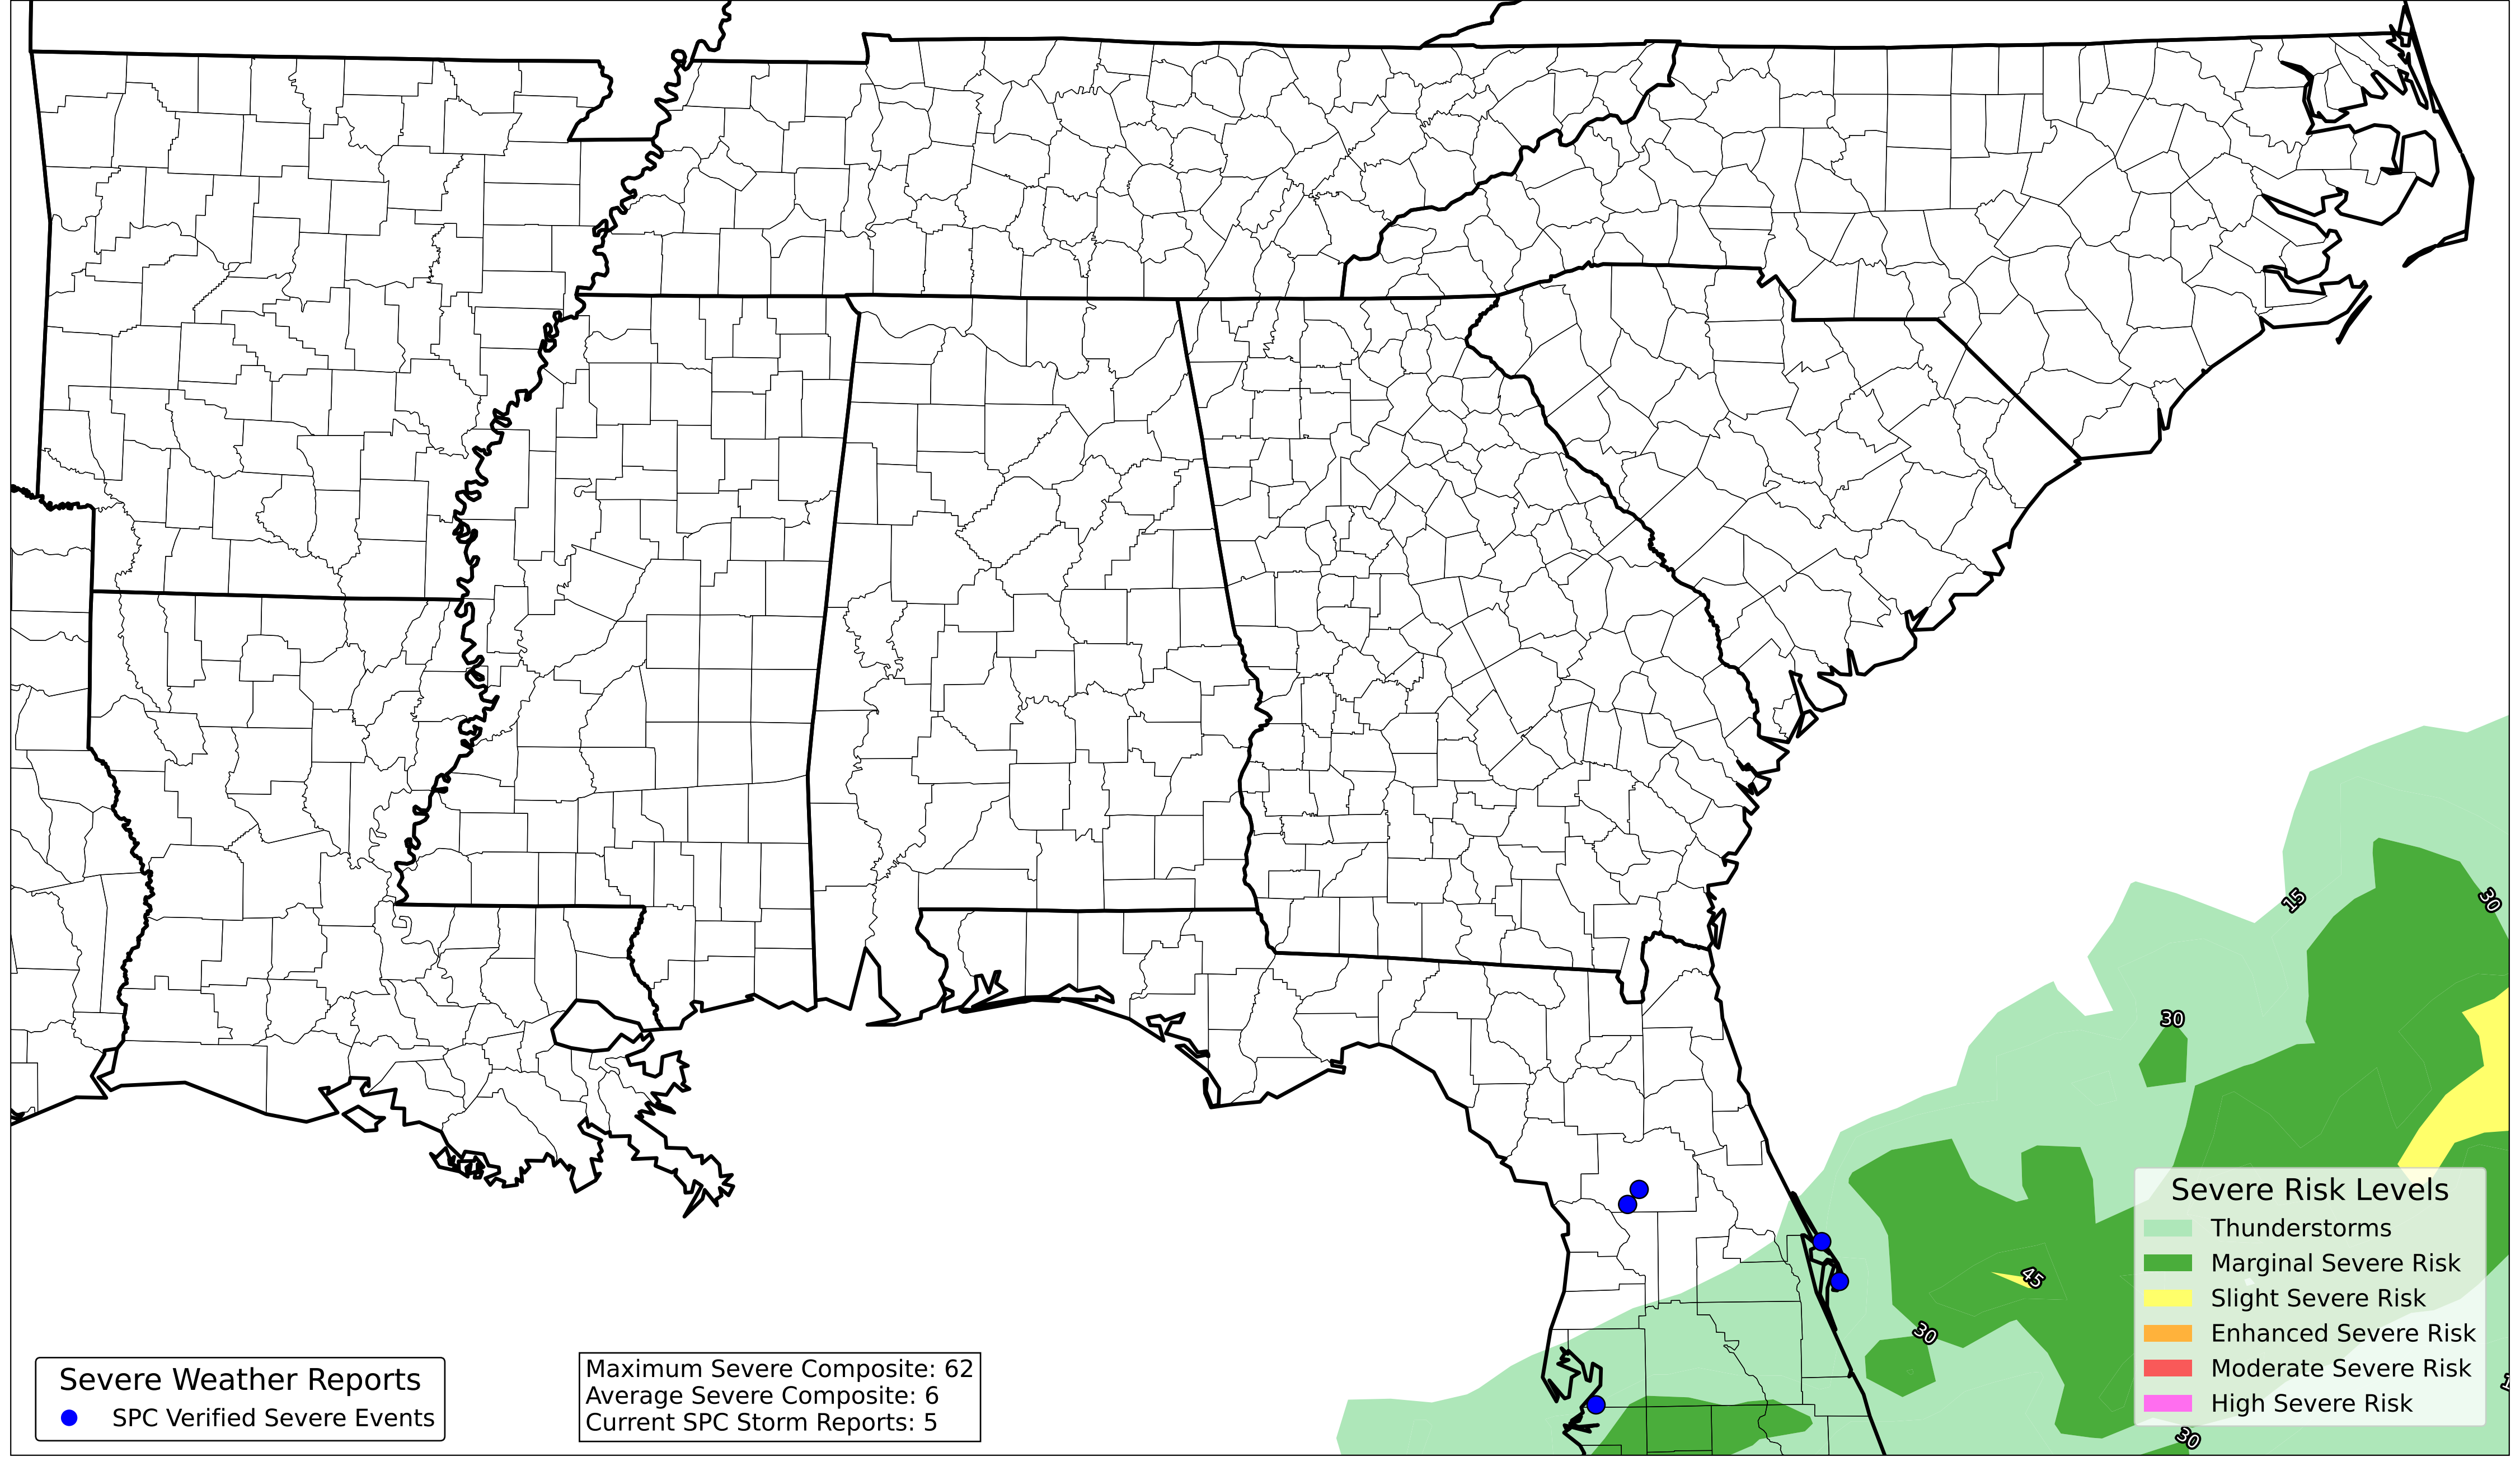 15
30
30
45
30
30
Severe Risk Levels
Thunderstorms
Marginal Severe Risk
Slight Severe Risk
Enhanced Severe Risk
Moderate Severe Risk
High Severe Risk
Severe Weather Reports
SPC Verified Severe Events
Maximum Severe Composite: 62
Average Severe Composite: 6
Current SPC Storm Reports: 5